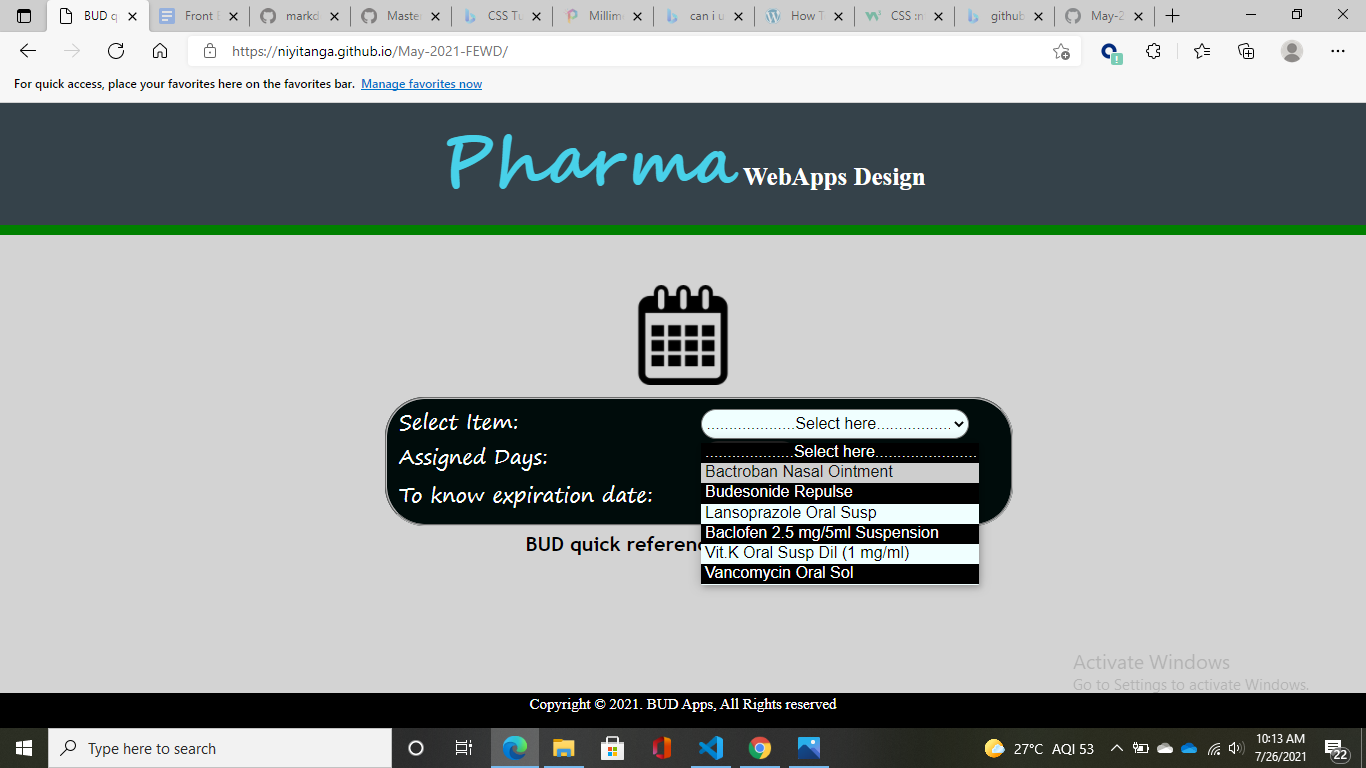 BUD q
Front E
markd
Master
CSS Tu
Millim
can i u
How T
CSS :n
github
May-2
https://niyitanga.github.io/May-2021-FEWD/
For quick access, place your favorites here on the favorites bar. Manage favorites now
Pharma WebApps Design
Select Item:
....................Select here.................
Assigned Days:
To know expiration date:
....................Select here.......................
Bactroban Nasal Ointment
Budesonide Repulse
Lansoprazole Oral Susp
Baclofen 2.5 mg/5ml Suspension
Vit.K Oral Susp Dil (1 mg/ml)
Vancomycin Oral Sol
BUD quick referen
Activate Windows
Go to Settings to activate Windows.
Copyright © 2021. BUD Apps, All Rights reserved
Type here to search
27°C AQI 53
10:13 AM
7/26/2021
22